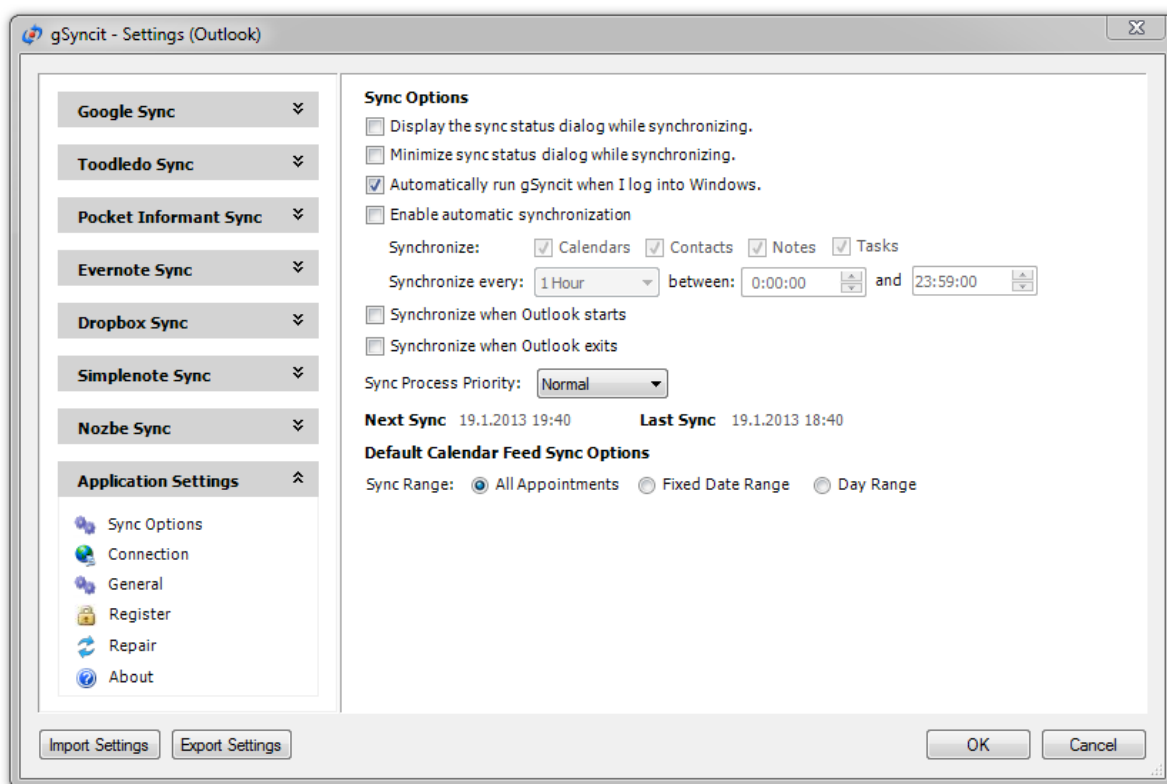 gSyncit - Settings (Outlook)
Google Sync
Toodledo Sync
Pocket Informant Sync
Evernote Sync
Dropbox Sync
Simplenote Sync
Nozbe Sync
Application Settings
Sync Options
Connection
General
Register
Repair
About
Sync Options
Display the sync status dialog while synchronizing.
Minimize sync status dialog while synchronizing.
Automatically run gSyncit when I log into Windows.
Enable automatic synchronization
Synchronize: Calendars Contacts Notes Tasks
Synchronize every: 1 Hour between: 0:00:00 and 23:59:00
Synchronize when Outlook starts
Synchronize when Outlook exits
Sync Process Priority: Normal
Next Sync 19.1.2013 19:40 Last Sync 19.1.2013 18:40
Default Calendar Feed Sync Options
Sync Range: All Appointments Fixed Date Range Day Range
Import Settings Export Settings OK Cancel